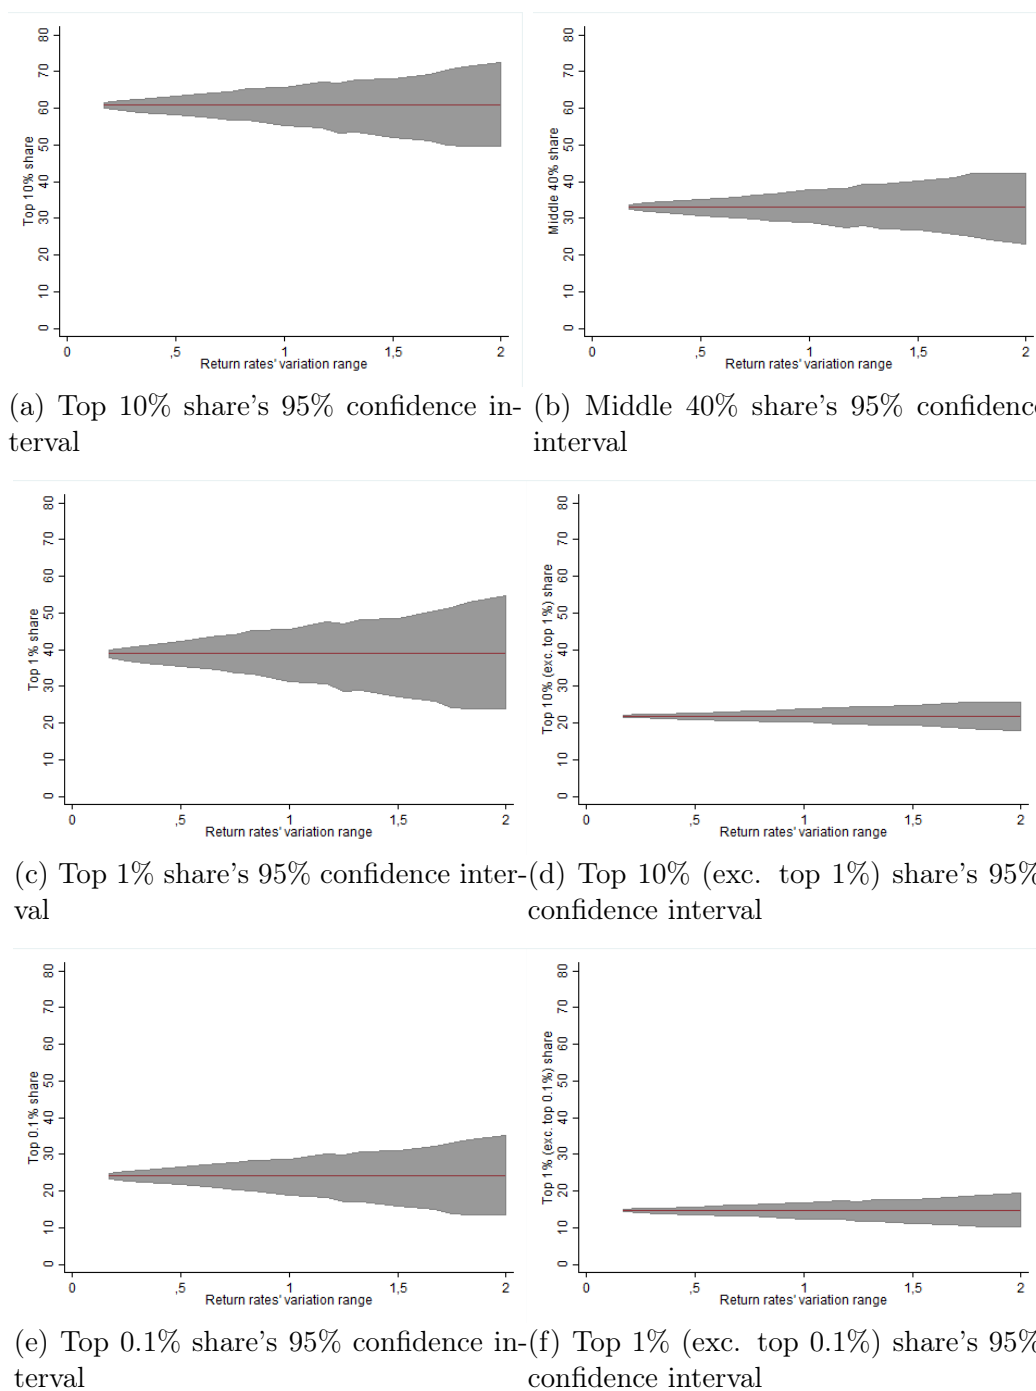 80
70
60
50
40
30
20
10
0
Top 10% share
0 ,5 1 1,5 2
Return rates' variation range
80
70
60
50
40
30
20
10
0
Middle 40% share
0 ,5 1 1,5 2
Return rates' variation range
(a) Top 10% share's 95% confidence in-
terval
(b) Middle 40% share's 95% confidence
interval
80
70
60
50
40
30
20
10
0
Top 1% share
0 ,5 1 1,5 2
Return rates' variation range
80
70
60
50
40
30
20
10
0
Top 10% (exc. top 1%) share
0 ,5 1 1,5 2
Return rates' variation range
(c) Top 1% share's 95% confidence inter-
val
(d) Top 10% (exc. top 1%) share's 95%
confidence interval
80
70
60
50
40
30
20
10
0
Top 0.1% share
0 ,5 1 1,5 2
Return rates' variation range
80
70
60
50
40
30
20
10
0
Top 1% (exc. top 0.1%) share
0 ,5 1 1,5 2
Return rates' variation range
(e) Top 0.1% share's 95% confidence in-
terval
(f) Top 1% (exc. top 0.1%) share's 95%
confidence interval